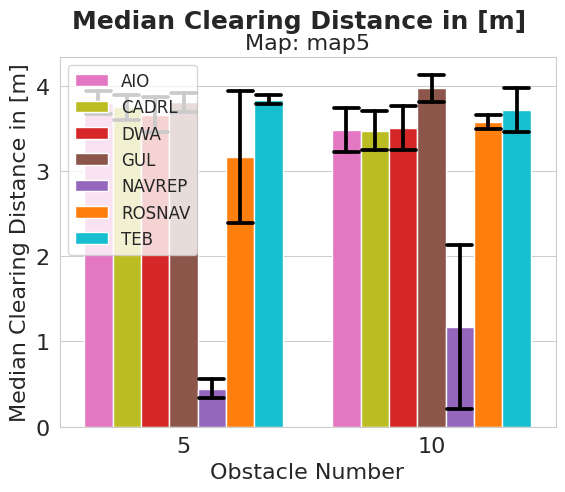 Median Clearing Distance in [m]
Map: map5
Median Clearing Distance in [m]
4
3
2
1
0
AIO
CADRL
DWA
GUL
NAVREP
ROSNAV
TEB
5
10
Obstacle Number